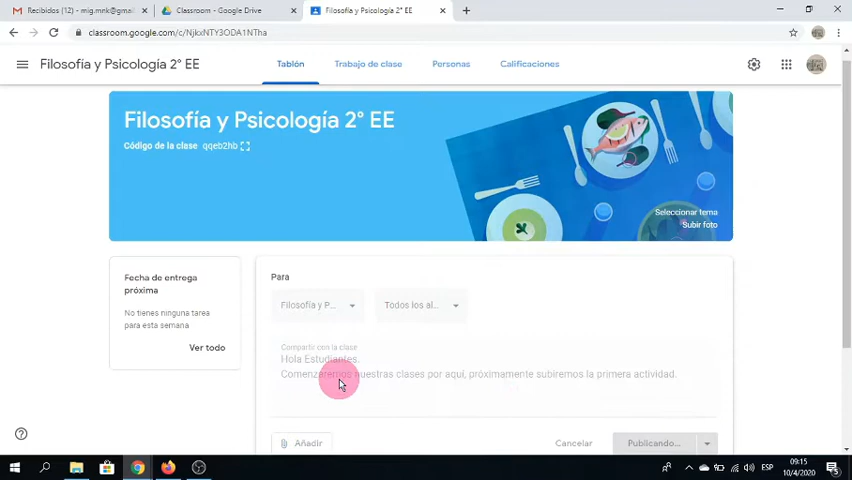 Recibidos (12) - mig.mnk@gmai
Classroom - Google Drive
Filosofía y Psicología 2° EE
classroom.google.com/c/NjkxNTY3ODA1NTha
Filosofía y Psicología 2° EE
Tablón
Trabajo de clase
Personas
Calificaciones
Filosofía y Psicología 2° EE
Código de la clase qqeb2hb
Seleccionar tema
Subir foto
Fecha de entrega
próxima
No tienes ninguna tarea
para esta semana
Ver todo
Para
Filosofía y P...
Todos los al...
Compartir con la clase
Hola Estudiantes.
Comenzaremos nuestras clases por aquí, próximamente subiremos la primera actividad.
Añadir
Cancelar
Publicando...
ESP
09:15
10/4/2020